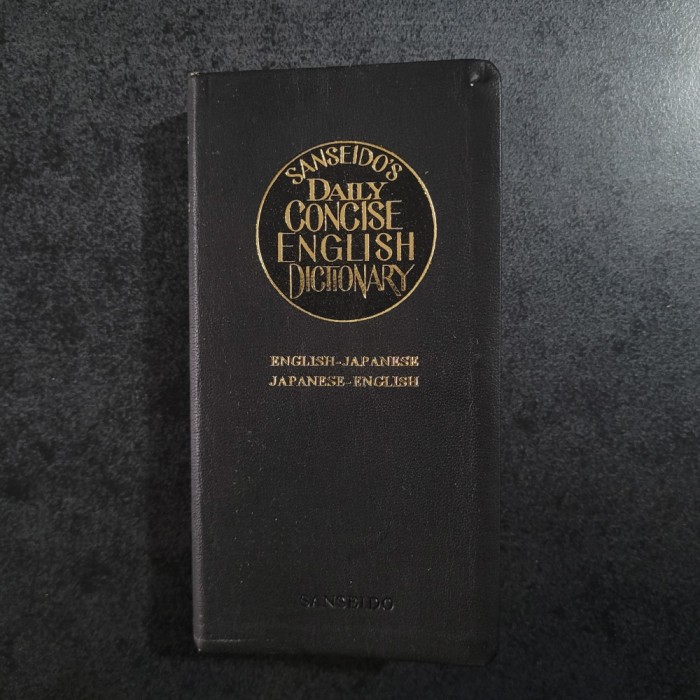 SANSEIDO'S
DAILY
CONCISE
ENGLISH
DICTIONARY
ENGLISH-JAPANESE
JAPANESE-ENGLISH
SANSEIDO